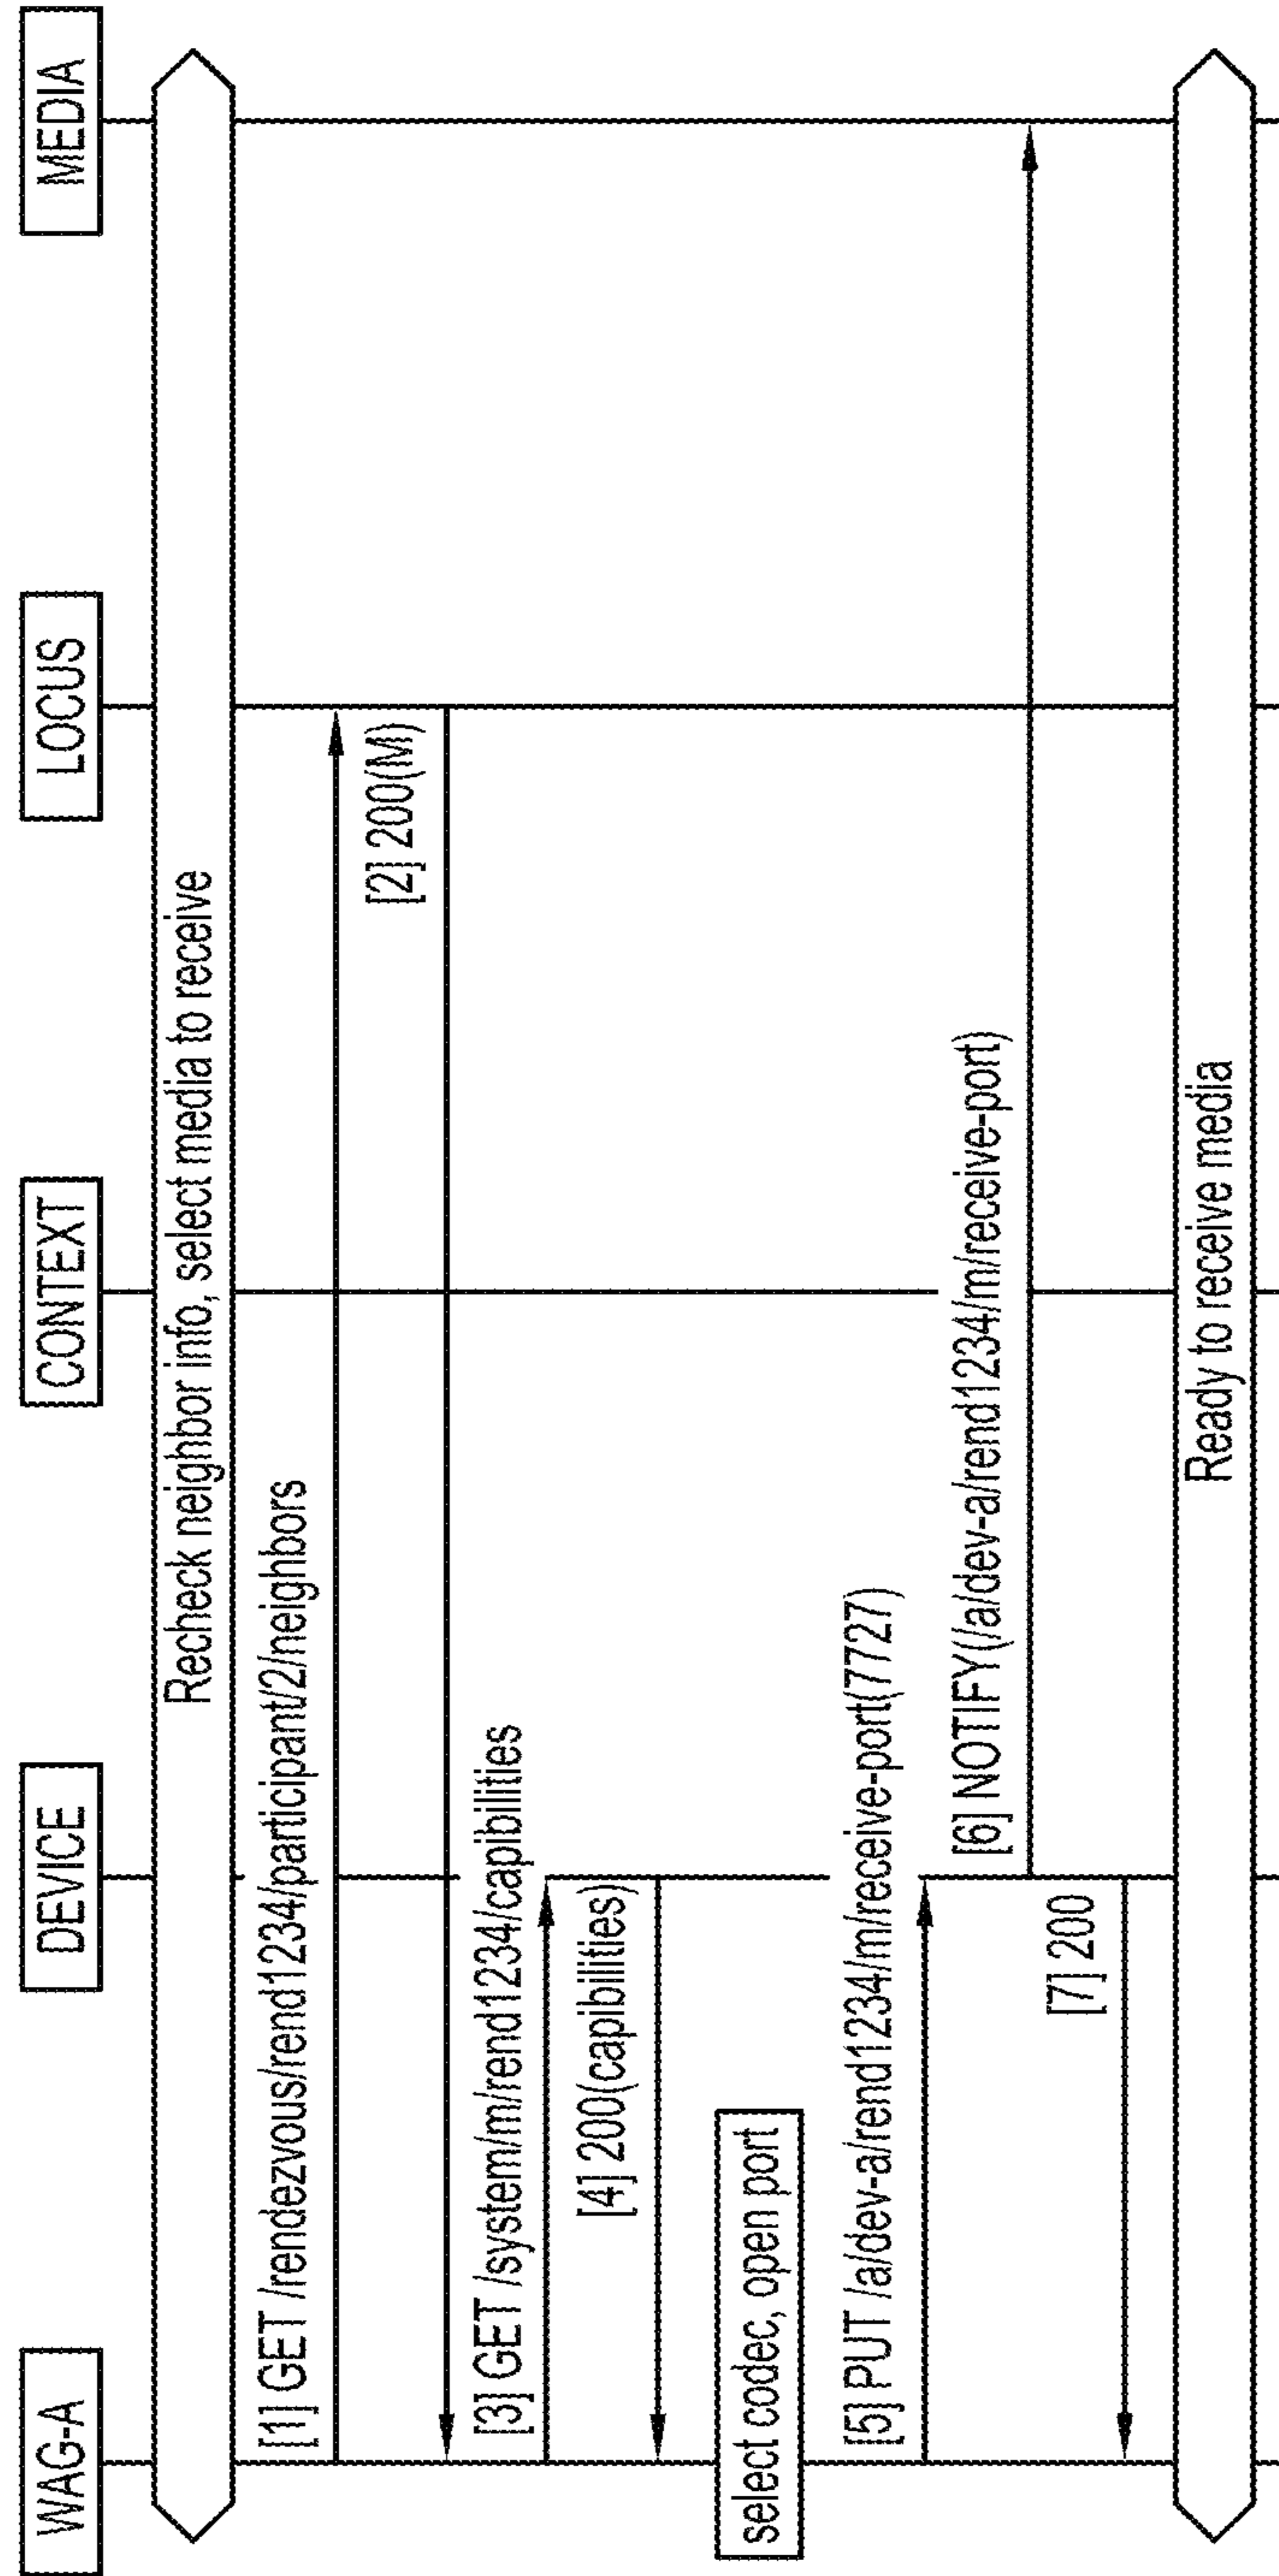 WAG-A
DEVICE
CONTEXT
LOCUS
MEDIA
Recheck neighbor info, select media to receive
[1] GET /rendezvous/rend1234/participant/2/neighbors
[2] 200(M)
[3] GET /system/m/rend1234/capibilities
[4] 200(capibilities)
select codec, open port
[5] PUT /a/dev-a/rend1234/m/receive-port(7727)
[6] NOTIFY(/a/dev-a/rend1234/m/receive-port)
[7] 200
Ready to receive media